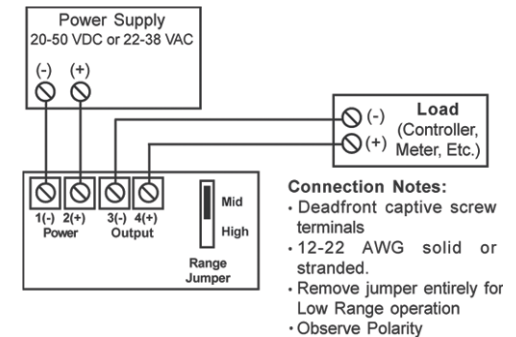 Power Supply
20-50 VDC or 22-38 VAC
(-) (+)
(-) Load
(Controller,
(+) Meter, Etc.)
1(-) 2(+) 3(-) 4(+)
Power Output
Mid
High
Range
Jumper
Connection Notes:
• Deadfront captive screw
terminals
• 12-22 AWG solid or
stranded.
• Remove jumper entirely for
Low Range operation
• Observe Polarity